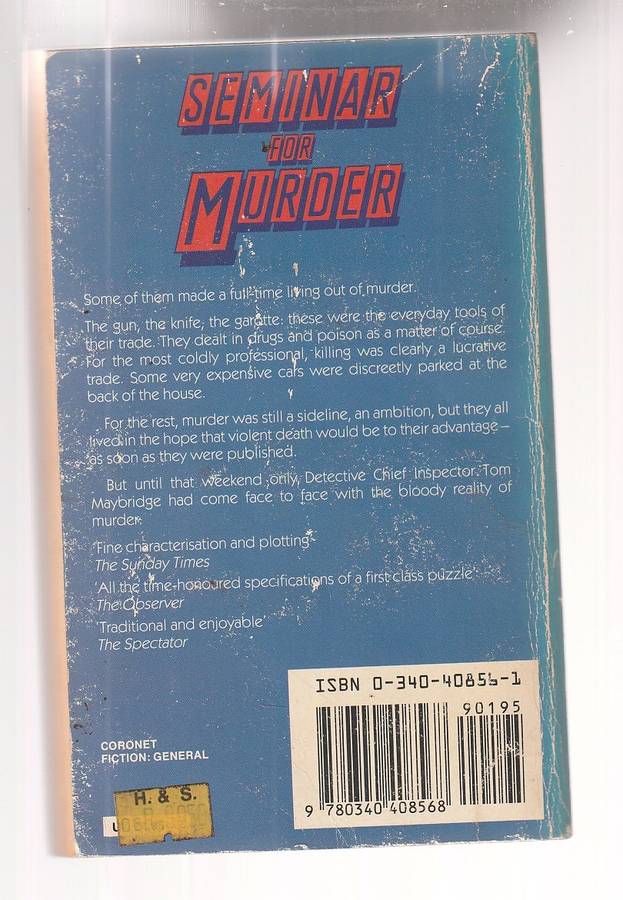 SEMINAR
FOR
MURDER
Some of them made a full-time living out of murder.
The gun, the knife, the garotte: these were the everyday tools of
their trade. They dealt in drugs and poison as a matter of course.
For the most coldly professional, killing was clearly a lucrative
trade. Some very expensive cars were discreetly parked at the
back of the house.
For the rest, murder was still a sideline, an ambition, but they all
lived in the hope that violent death would be to their advantage –
as soon as they were published.
But until that weekend only Detective Chief Inspector Tom
Maybridge had come face to face with the bloody reality of
murder.
'Fine characterisation and plotting'
The Sunday Times
'All the time-honoured specifications of a first class puzzle'
The Observer
'Traditional and enjoyable'
The Spectator
ISBN 0-340-40856-1
90195
9 780340 408568
CORONET
FICTION: GENERAL
H. & S.